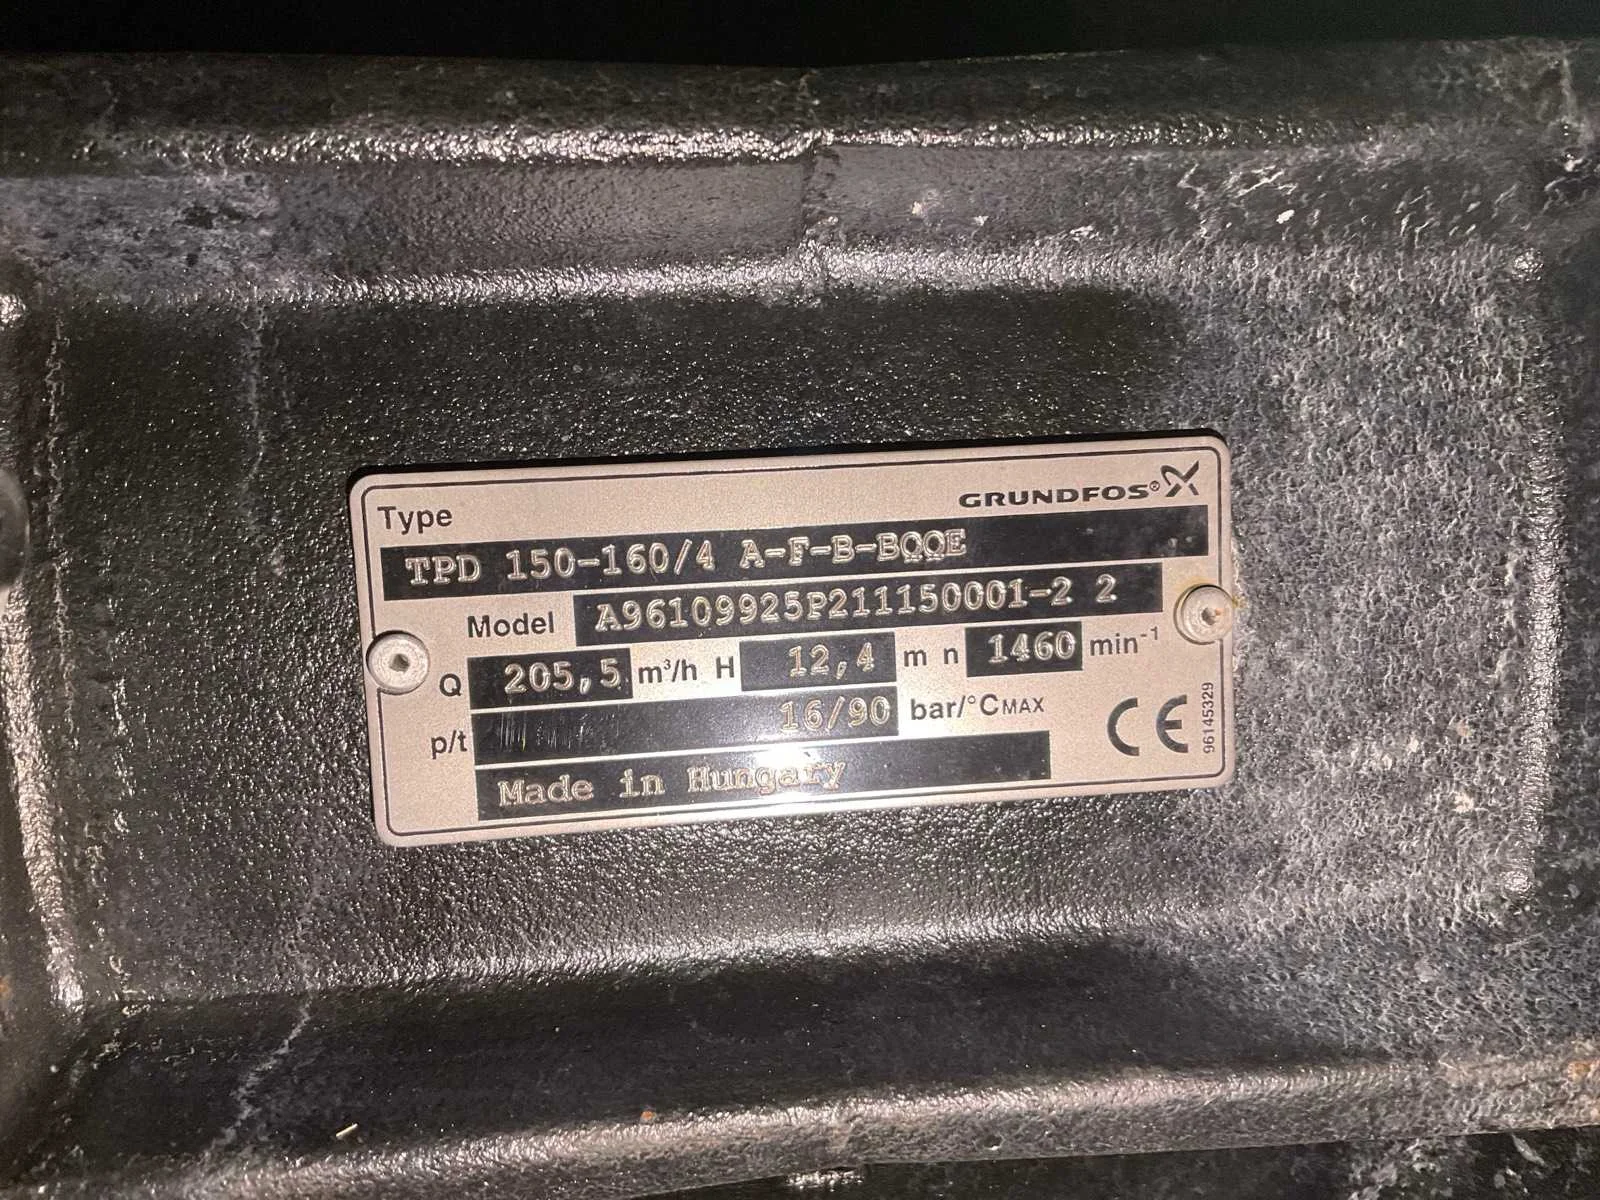 Type GRUNDFOS®
TPD 150-160/4 A-F-B-BQQE
Model A96109925P211150001-2 2
Q 205,5 m³/h H 12,4 m n 1460 min⁻¹
p/t 16/90 bar/°CMAX
Made in Hungary
CE
96145329